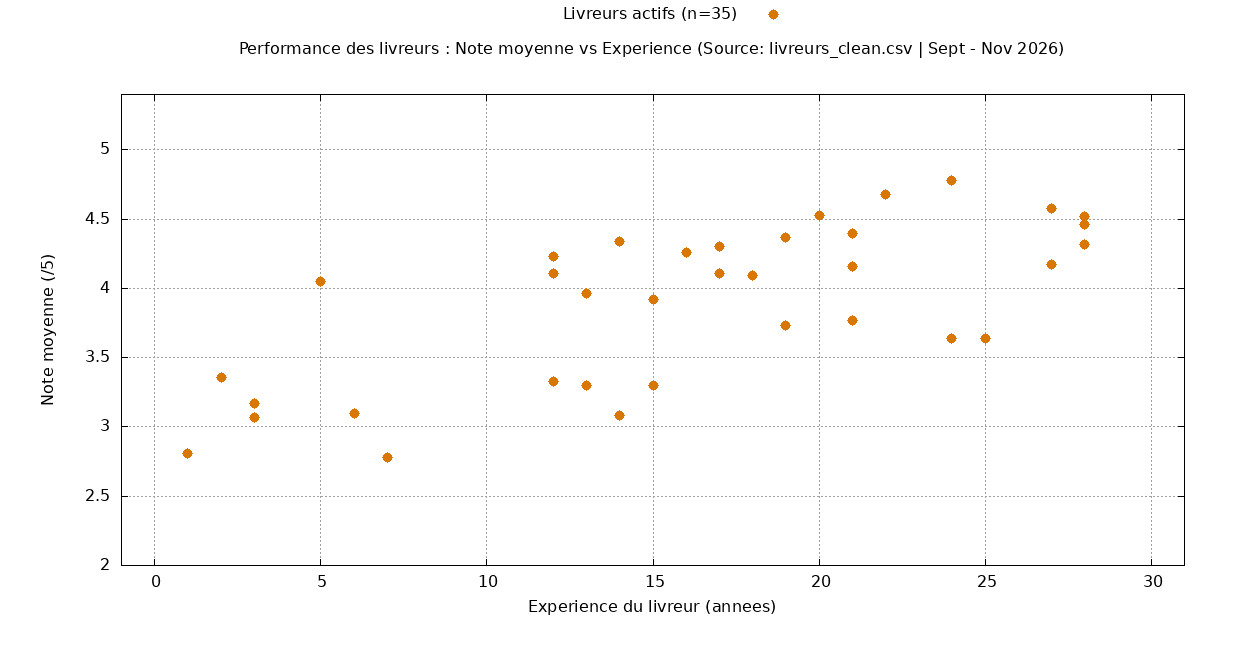 Livreurs actifs (n=35)
Performance des livreurs : Note moyenne vs Experience (Source: livreurs_clean.csv | Sept - Nov 2026)
Note moyenne (/5)
5
4.5
4
3.5
3
2.5
2
0 5 10 15 20 25 30
Experience du livreur (annees)